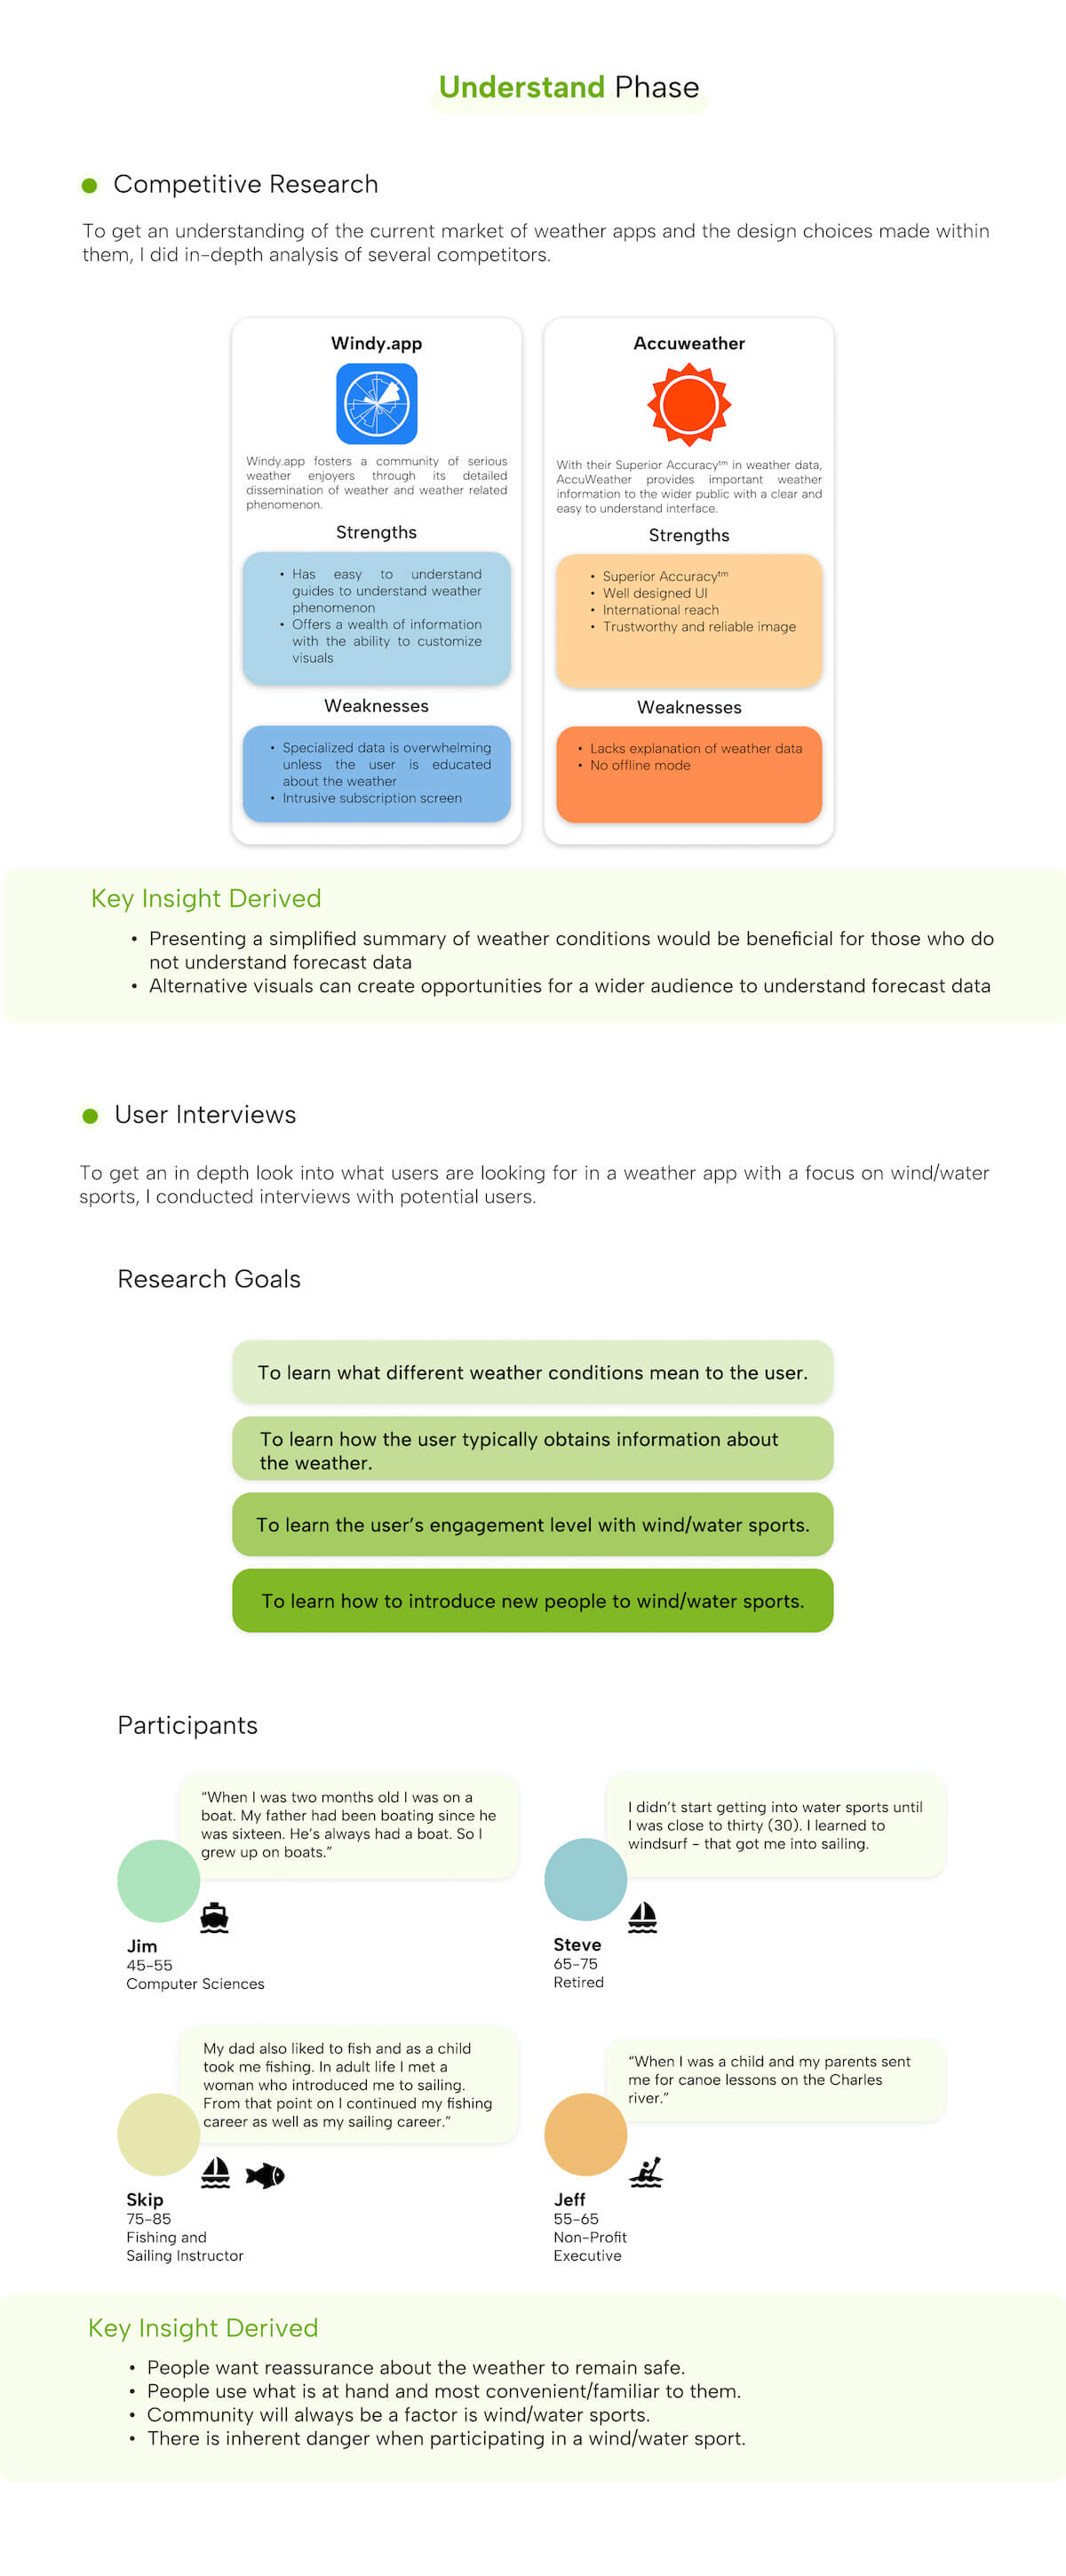 Understand Phase
Competitive Research
To get an understanding of the current market of weather apps and the design choices made within
them, I did in-depth analysis of several competitors.
Windy.app
Windy.app fosters a community of serious
weather enjoyers through its detailed
dissemination of weather and weather related
phenomenon.
Strengths
• Has easy to understand
guides to understand weather
phenomenon
• Offers a wealth of information
with the ability to customize
visuals
Weaknesses
• Specialized data is overwhelming
unless the user is educated
about the weather
• Intrusive subscription screen
Accuweather
With their Superior Accuracy™ in weather data,
AccuWeather provides important weather
information to the wider public with a clear and
easy to understand interface.
Strengths
• Superior Accuracy™
• Well designed UI
• International reach
• Trustworthy and reliable image
Weaknesses
• Lacks explanation of weather data
• No offline mode
Key Insight Derived
• Presenting a simplified summary of weather conditions would be beneficial for those who do
not understand forecast data
• Alternative visuals can create opportunities for a wider audience to understand forecast data
User Interviews
To get an in depth look into what users are looking for in a weather app with a focus on wind/water
sports, I conducted interviews with potential users.
Research Goals
To learn what different weather conditions mean to the user.
To learn how the user typically obtains information about
the weather.
To learn the user’s engagement level with wind/water sports.
To learn how to introduce new people to wind/water sports.
Participants
“When I was two months old I was on a
boat. My father had been boating since he
was sixteen. He’s always had a boat. So I
grew up on boats.”
Jim
45-55
Computer Sciences
I didn’t start getting into water sports until
I was close to thirty (30). I learned to
windsurf - that got me into sailing.
Steve
65-75
Retired
My dad also liked to fish and as a child
took me fishing. In adult life I met a
woman who introduced me to sailing.
From that point on I continued my fishing
career as well as my sailing career.”
Skip
75-85
Fishing and
Sailing Instructor
“When I was a child and my parents sent
me for canoe lessons on the Charles
river.”
Jeff
55-65
Non-Profit
Executive
Key Insight Derived
• People want reassurance about the weather to remain safe.
• People use what is at hand and most convenient/familiar to them.
• Community will always be a factor is wind/water sports.
• There is inherent danger when participating in a wind/water sport.